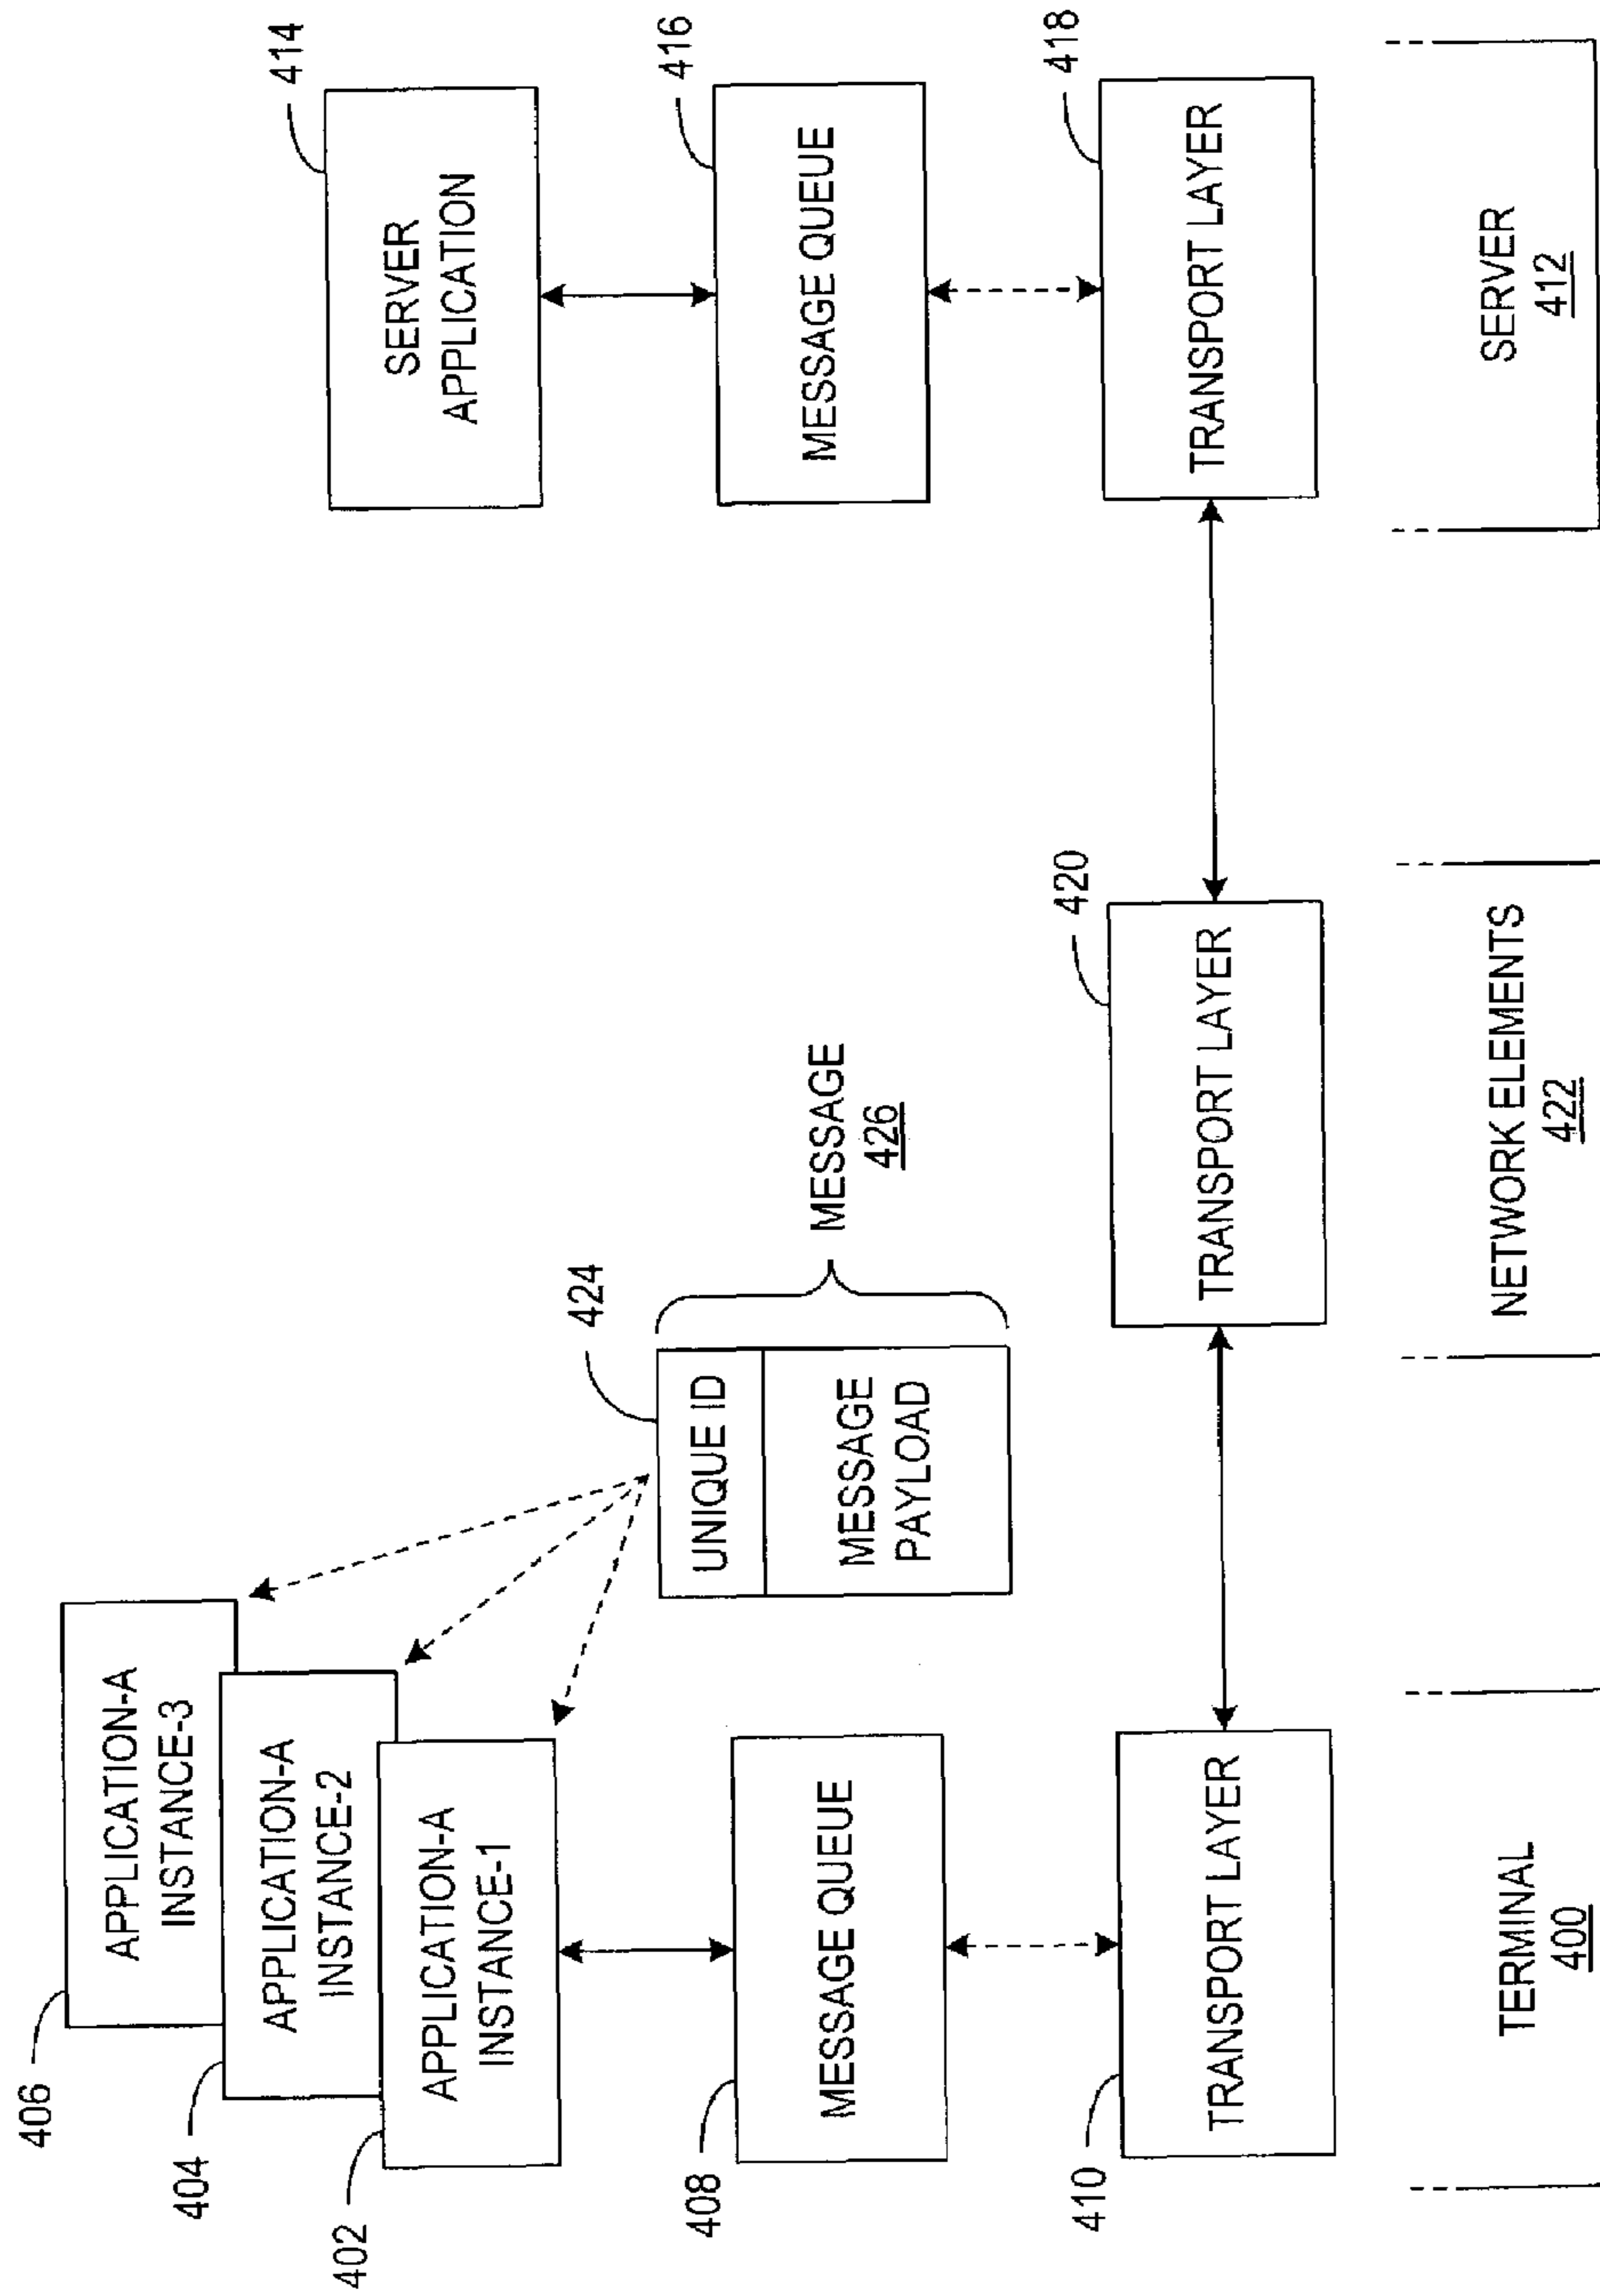 406
APPLICATION-A
INSTANCE-3
404
APPLICATION-A
INSTANCE-2
402
APPLICATION-A
INSTANCE-1
414
SERVER
APPLICATION
424
UNIQUE ID
MESSAGE
PAYLOAD
MESSAGE
426
408
MESSAGE QUEUE
416
MESSAGE QUEUE
410
TRANSPORT LAYER
420
TRANSPORT LAYER
418
TRANSPORT LAYER
TERMINAL
400
NETWORK ELEMENTS
422
SERVER
412